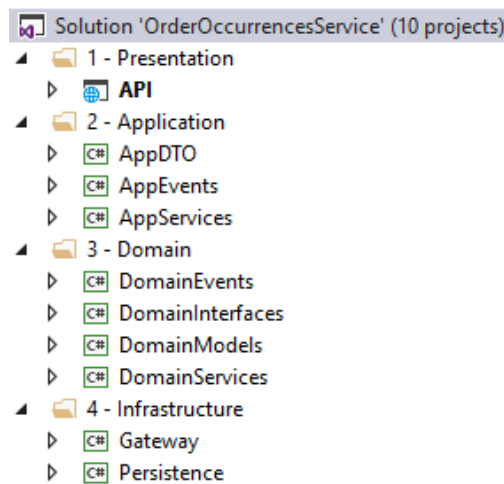 Solution 'OrderOccurrencesService' (10 projects)
1 - Presentation
API
2 - Application
C# AppDTO
C# AppEvents
C# AppServices
3 - Domain
C# DomainEvents
C# DomainInterfaces
C# DomainModels
C# DomainServices
4 - Infrastructure
C# Gateway
C# Persistence